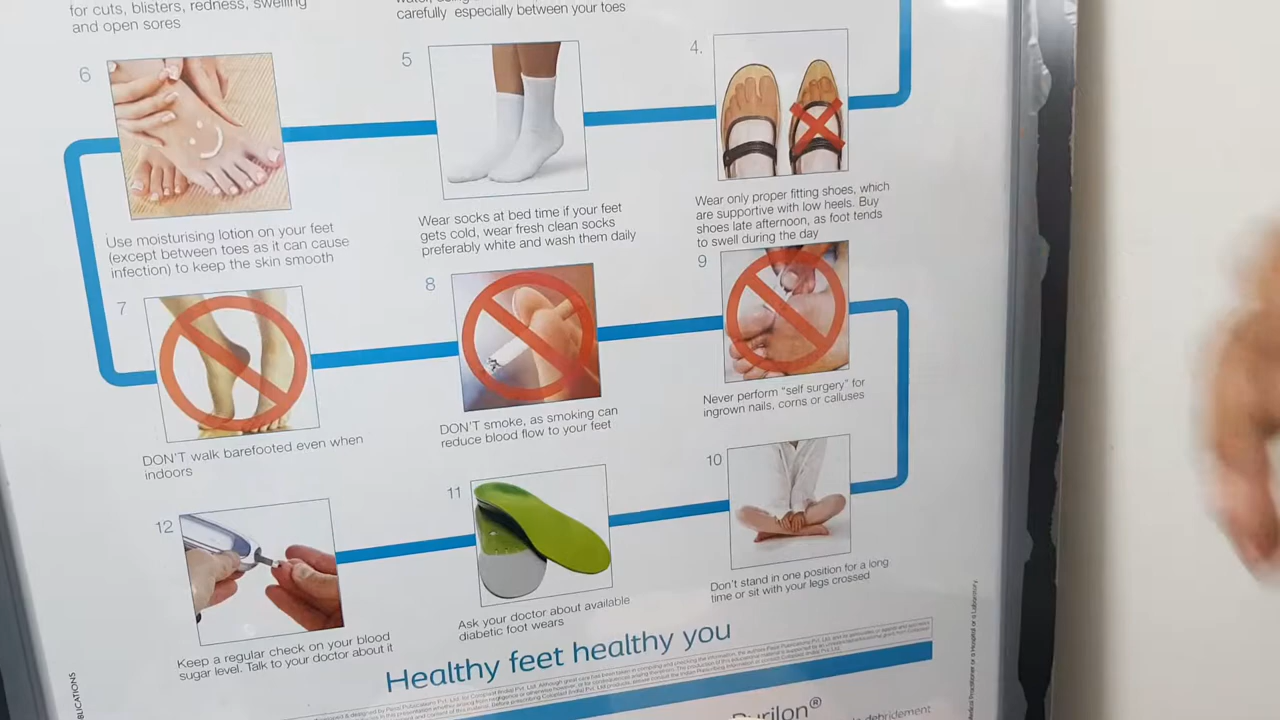 for cuts, blisters, redness, swelling
and open sores
carefully especially between your toes
6
5
4.
Use moisturising lotion on your feet
(except between toes as it can cause
infection) to keep the skin smooth
Wear socks at bed time if your feet
gets cold, wear fresh clean socks
preferably white and wash them daily
Wear only proper fitting shoes, which
are supportive with low heels. Buy
shoes late afternoon, as foot tends
to swell during the day
7
8
9
DON'T walk barefooted even when
indoors
DON'T smoke, as smoking can
reduce blood flow to your feet
Never perform "self surgery" for
ingrown nails, corns or calluses
12
11
10
Keep a regular check on your blood
sugar level. Talk to your doctor about it
Ask your doctor about available
diabetic foot wears
Don't stand in one position for a long
time or sit with your legs crossed
Healthy feet healthy you
Purilon®
debridement